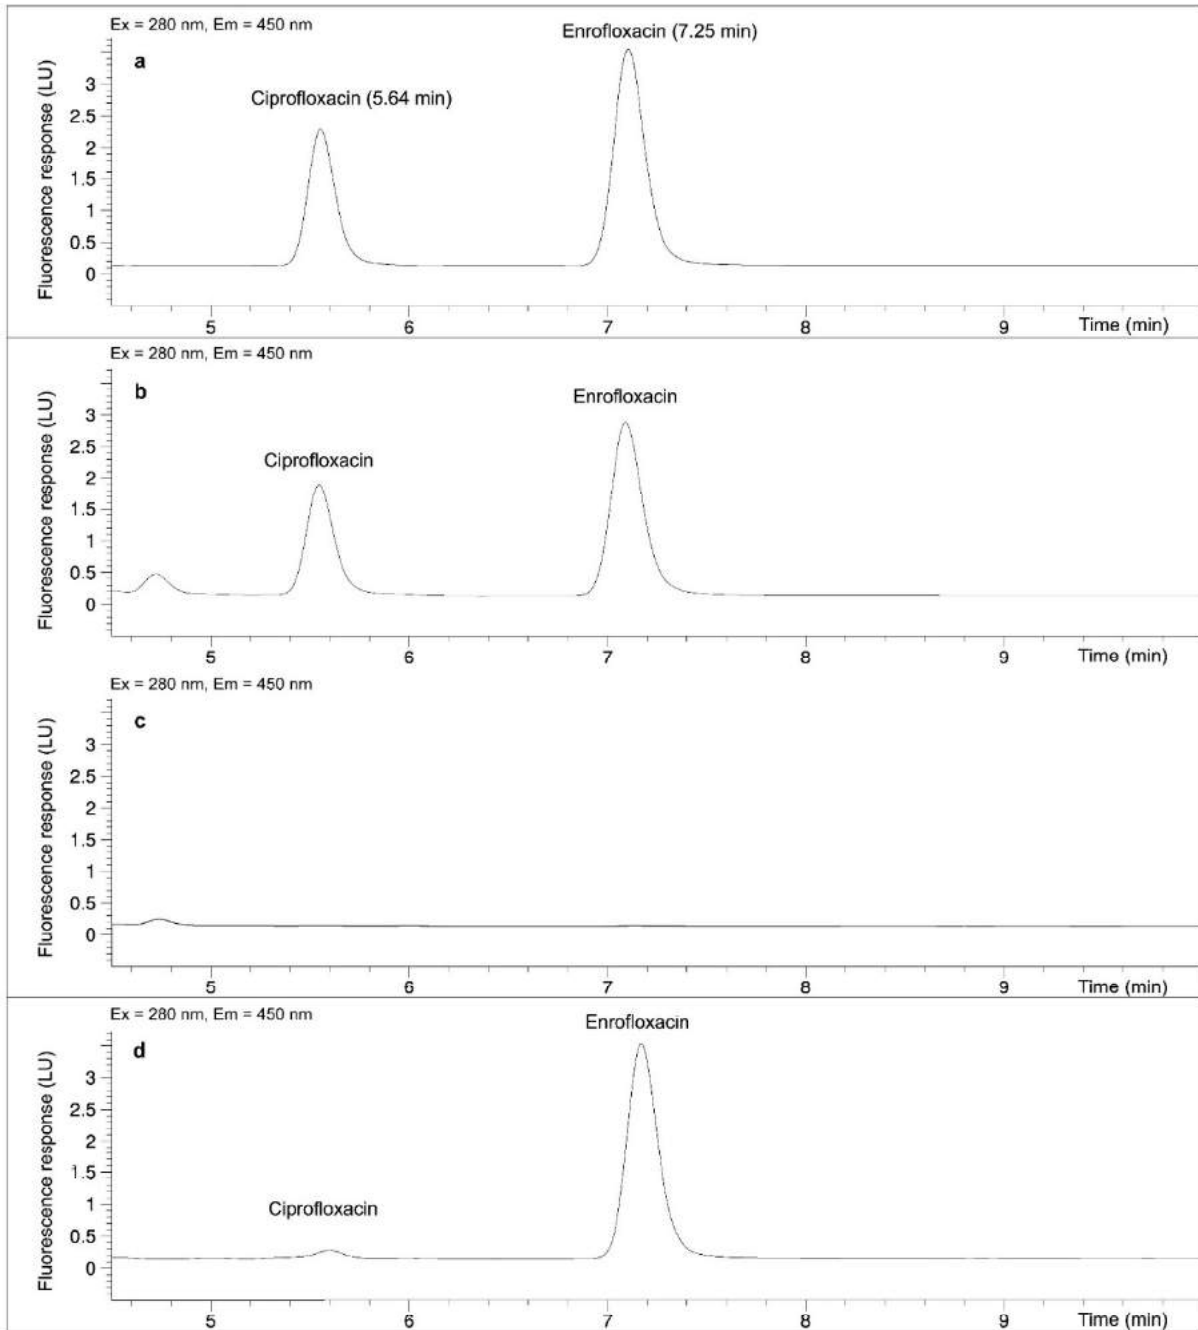 Ex = 280 nm, Em = 450 nm
Enrofloxacin (7.25 min)
a
Ciprofloxacin (5.64 min)
Fluorescence response (LU)
3
2.5
2
1.5
1
0.5
0
5 6 7 8 9 Time (min)
Ex = 280 nm, Em = 450 nm
b
Enrofloxacin
Ciprofloxacin
Fluorescence response (LU)
3
2.5
2
1.5
1
0.5
0
5 6 7 8 9 Time (min)
Ex = 280 nm, Em = 450 nm
c
Fluorescence response (LU)
3
2.5
2
1.5
1
0.5
0
5 6 7 8 9 Time (min)
Ex = 280 nm, Em = 450 nm
Enrofloxacin
d
Fluorescence response (LU)
3
2.5
2
1.5
1
0.5
0
Ciprofloxacin
5 6 7 8 9 Time (min)